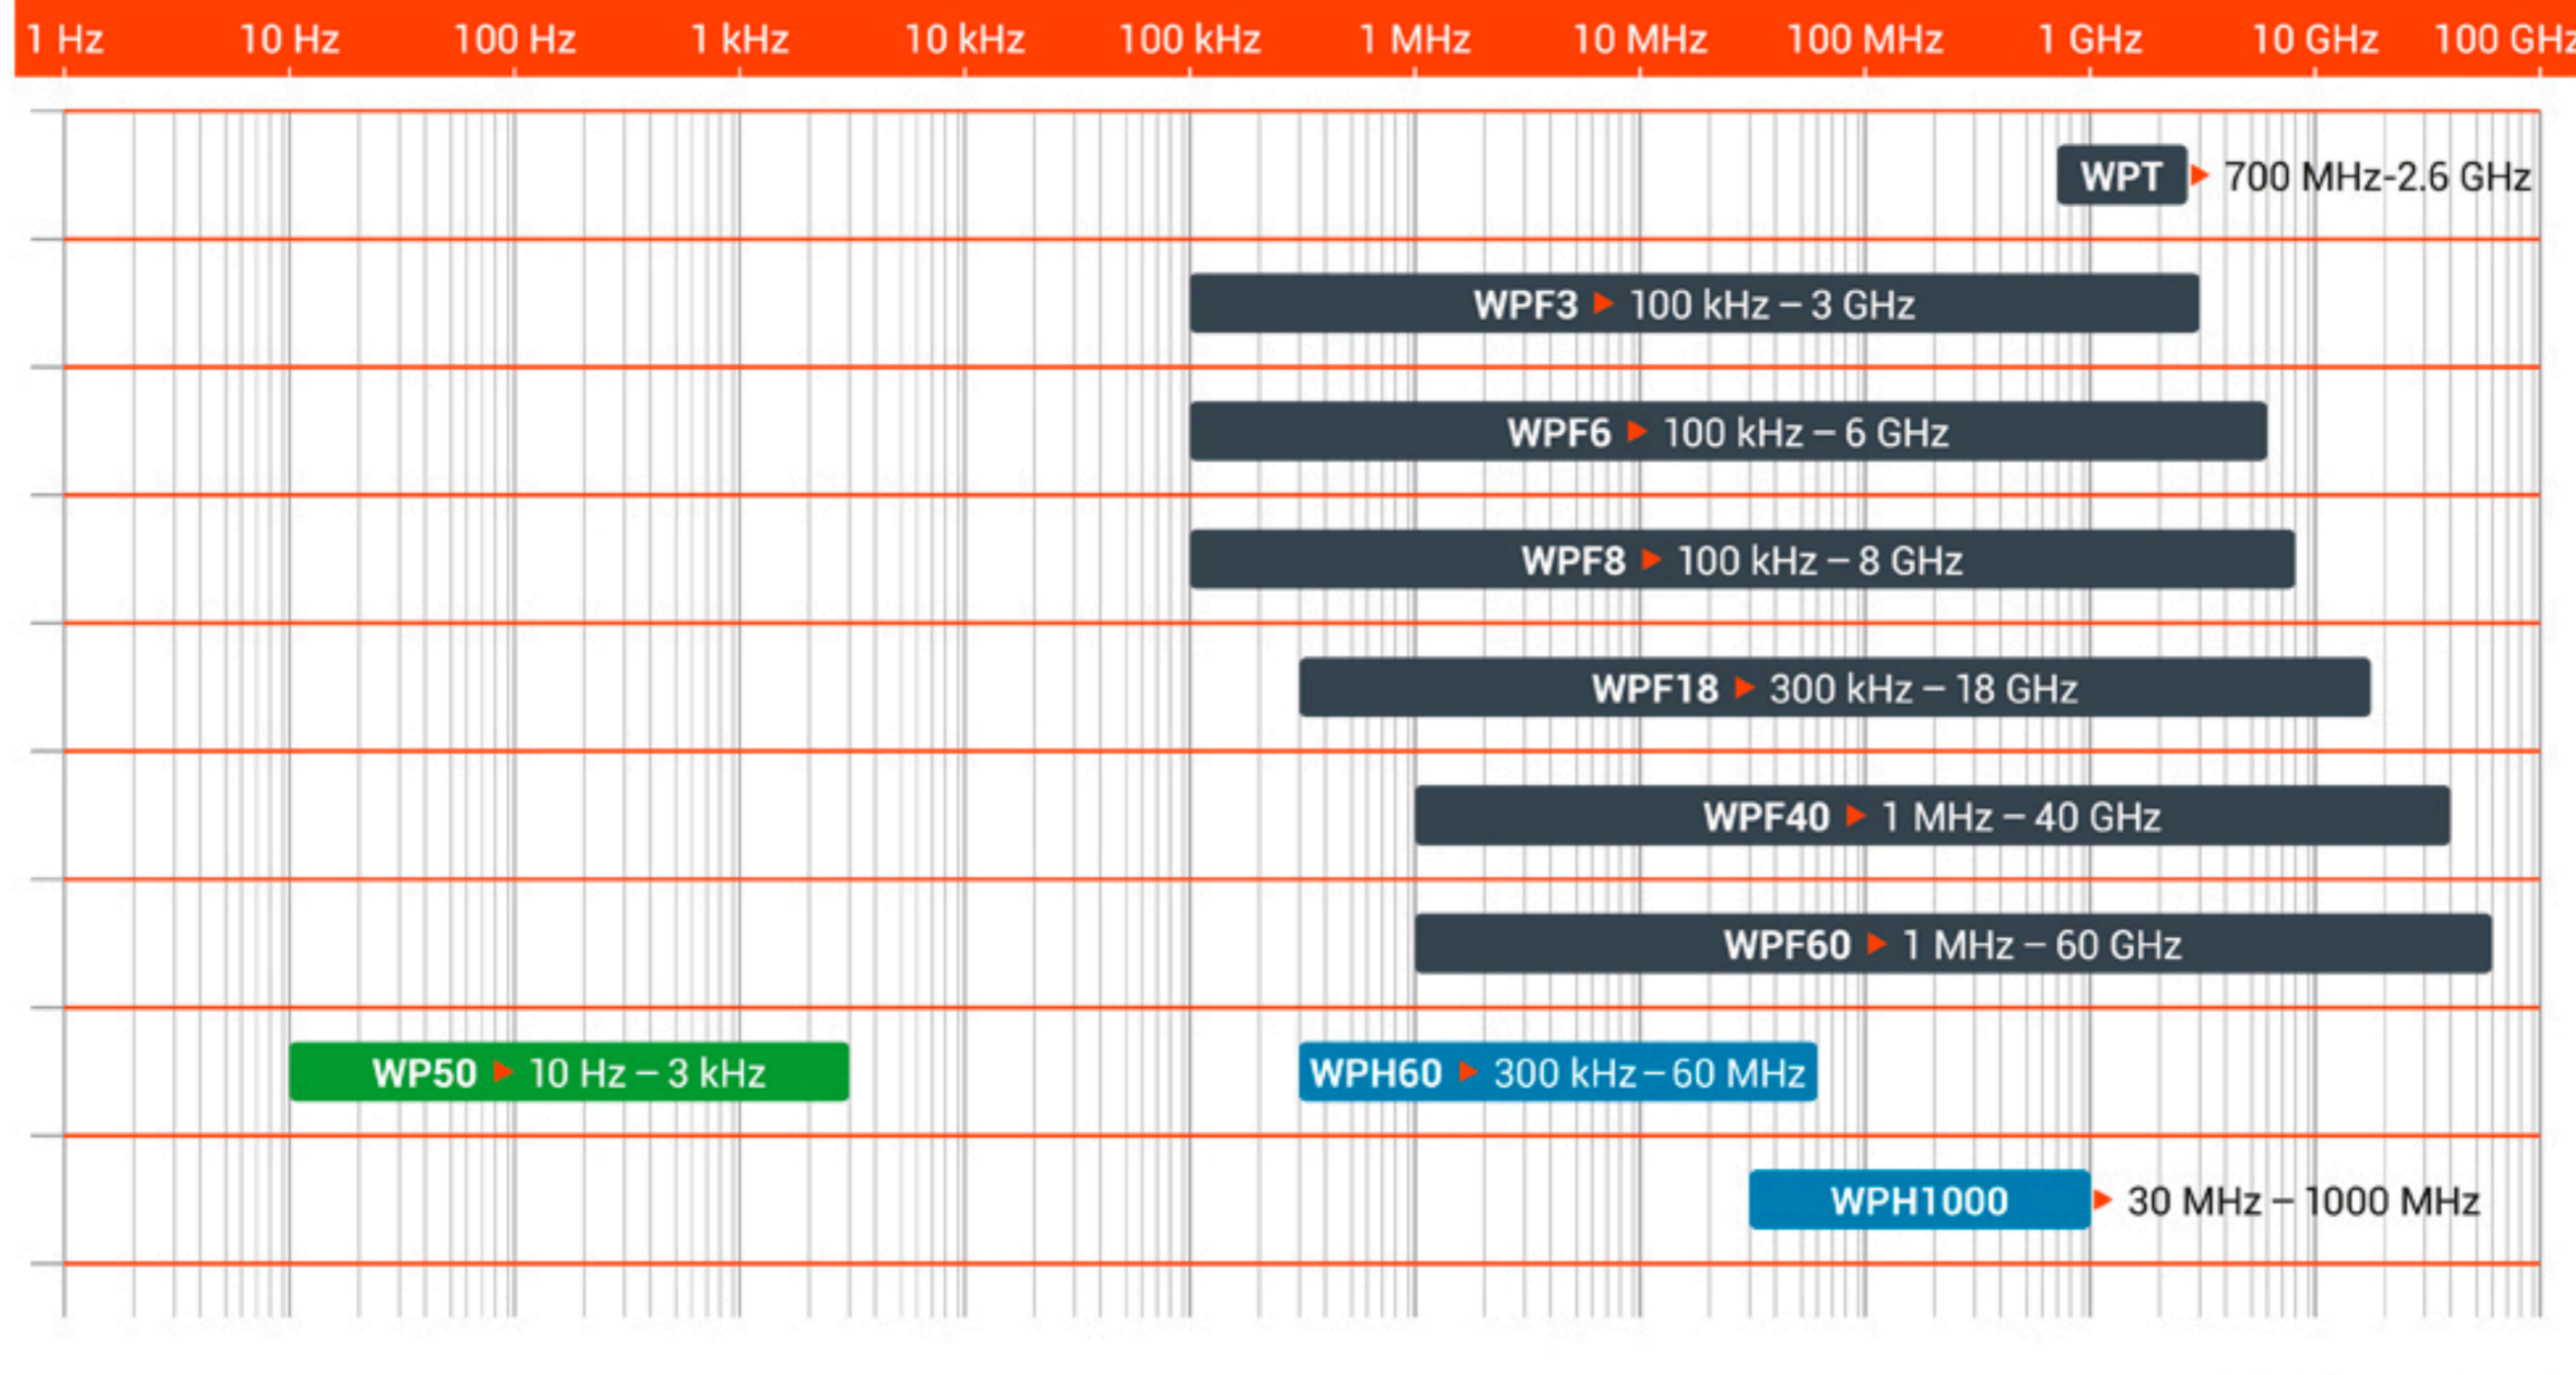 1 Hz 10 Hz 100 Hz 1 kHz 10 kHz 100 kHz 1 MHz 10 MHz 100 MHz 1 GHz 10 GHz 100 GHz
WPT ▶ 700 MHz-2.6 GHz
WPF3 ▶ 100 kHz – 3 GHz
WPF6 ▶ 100 kHz – 6 GHz
WPF8 ▶ 100 kHz – 8 GHz
WPF18 ▶ 300 kHz – 18 GHz
WPF40 ▶ 1 MHz – 40 GHz
WPF60 ▶ 1 MHz – 60 GHz
WP50 ▶ 10 Hz – 3 kHz WPH60 ▶ 300 kHz – 60 MHz
WPH1000 ▶ 30 MHz – 1000 MHz